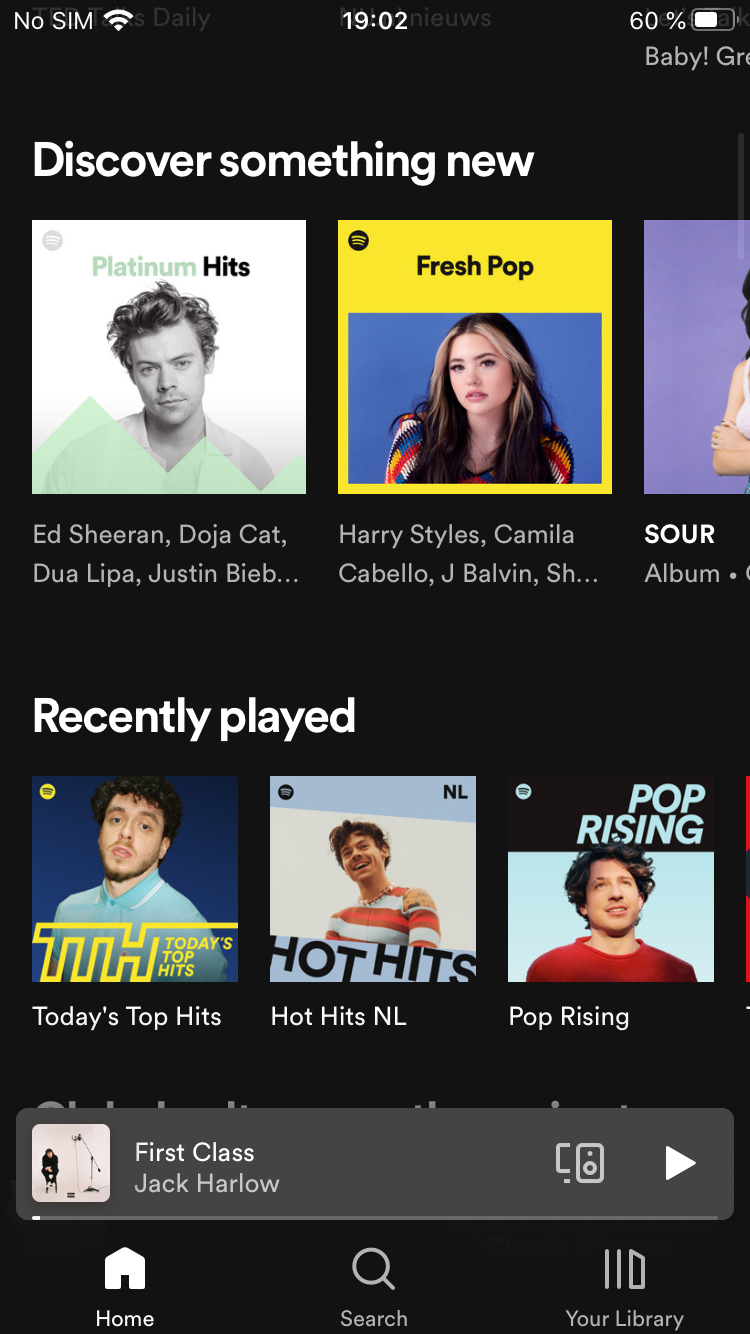 No SIM
19:02
60 %
Baby! Gre
Discover something new
Platinum Hits
Fresh Pop
Ed Sheeran, Doja Cat,
Dua Lipa, Justin Bieb...
Harry Styles, Camila
Cabello, J Balvin, Sh...
SOUR
Album •
Recently played
TTH TODAY'S
TOP
HITS
NL
HOT HITS
POP
RISING
Today's Top Hits
Hot Hits NL
Pop Rising
First Class
Jack Harlow
Home
Search
Your Library